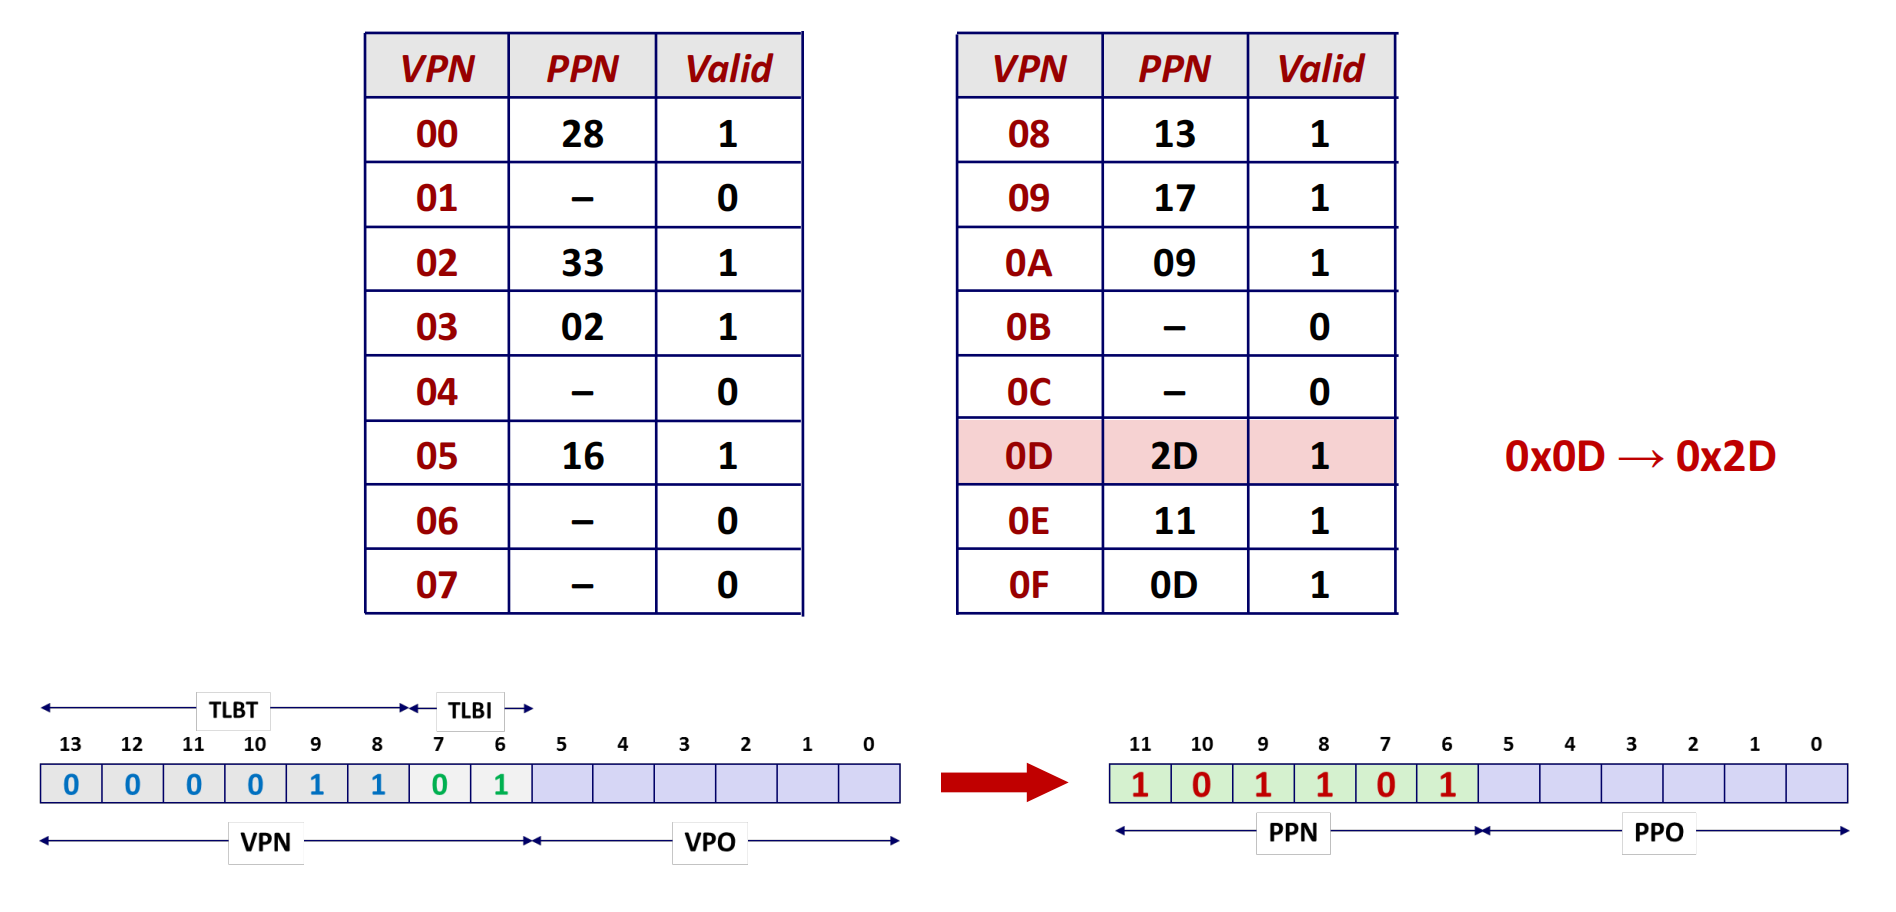 VPN PPN Valid VPN PPN Valid
00 28 1 08 13 1
01 – 0 09 17 1
02 33 1 0A 09 1
03 02 1 0B – 0
04 – 0 0C – 0
05 16 1 0D 2D 1 0x0D → 0x2D
06 – 0 0E 11 1
07 – 0 0F 0D 1
TLBT TLBI
13 12 11 10 9 8 7 6 5 4 3 2 1 0 11 10 9 8 7 6 5 4 3 2 1 0
0 0 0 0 1 1 0 1 1 0 1 1 0 1
VPN VPO PPN PPO